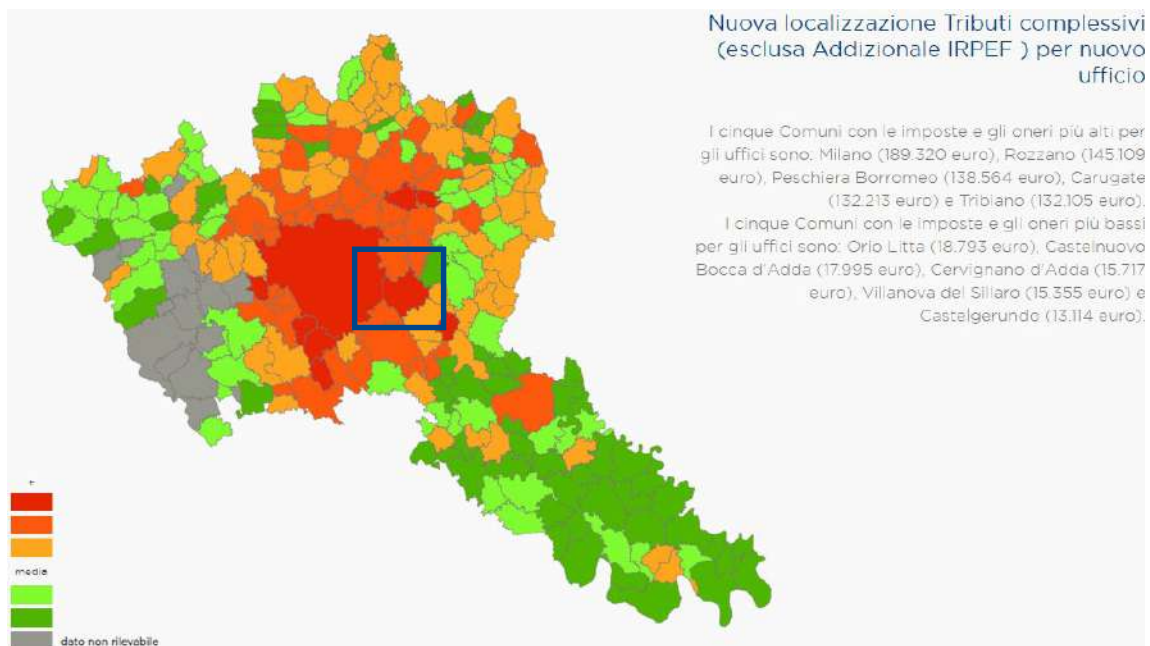 Nuova localizzazione Tributi complessivi
(esclusa Addizionale IRPEF ) per nuovo
ufficio
I cinque Comuni con le imposte e gli oneri più alti per
gli uffici sono: Milano (189.320 euro), Rozzano (145.109
euro), Peschiera Borromeo (138.564 euro), Carugate
(132.213 euro) e Tribiano (132.105 euro).
I cinque Comuni con le imposte e gli oneri più bassi
per gli uffici sono: Orio Litta (18.793 euro), Castelnuovo
Bocca d'Adda (17.995 euro), Cervignano d'Adda (15.717
euro), Villanova del Sillaro (15.355 euro) e
Castelgerundo (13.114 euro).
+
media
dato non rilevabile